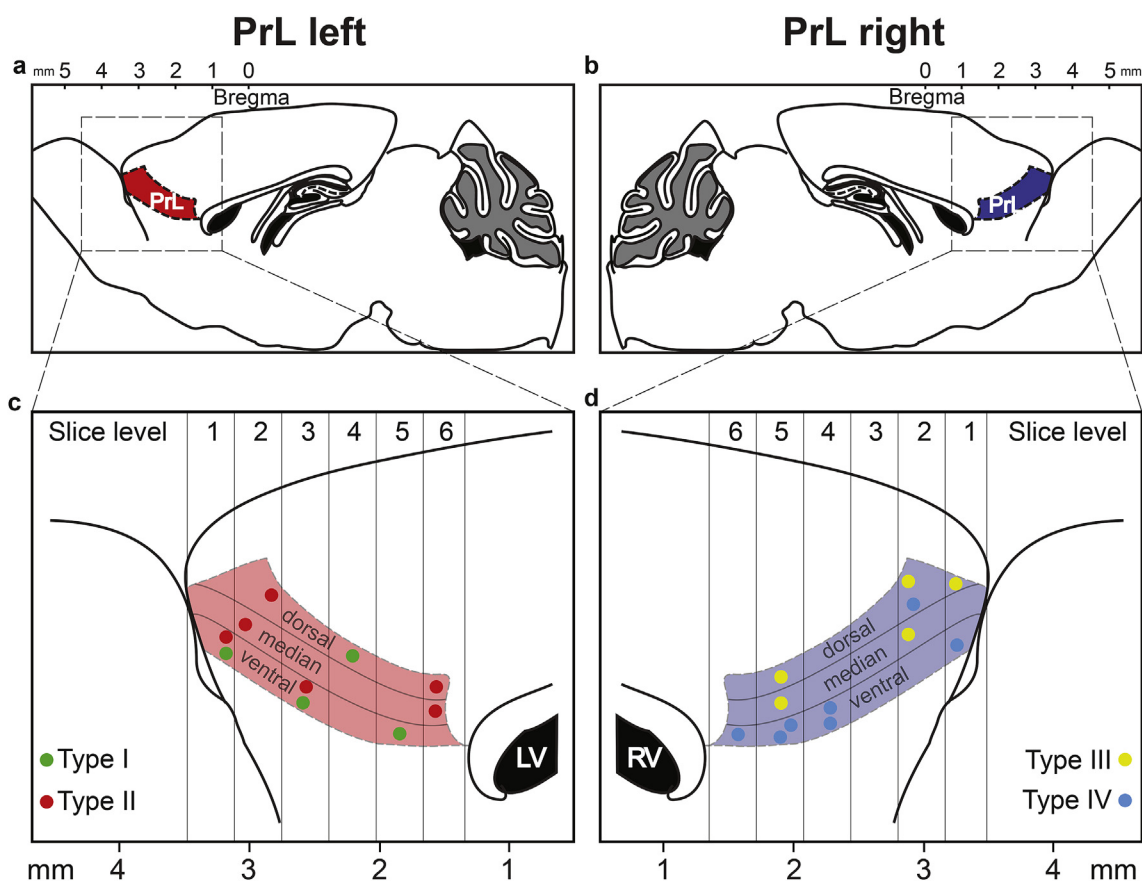 PrL left
PrL right
a
mm 5 4 3 2 1 0
Bregma
PrL
b
0 1 2 3 4 5 mm
Bregma
PrL
c
Slice level 1 2 3 4 5 6
dorsal
median
ventral
LV
Type I
Type II
mm 4 3 2 1
d
6 5 4 3 2 1 Slice level
dorsal
median
ventral
RV
Type III
Type IV
1 2 3 4 mm